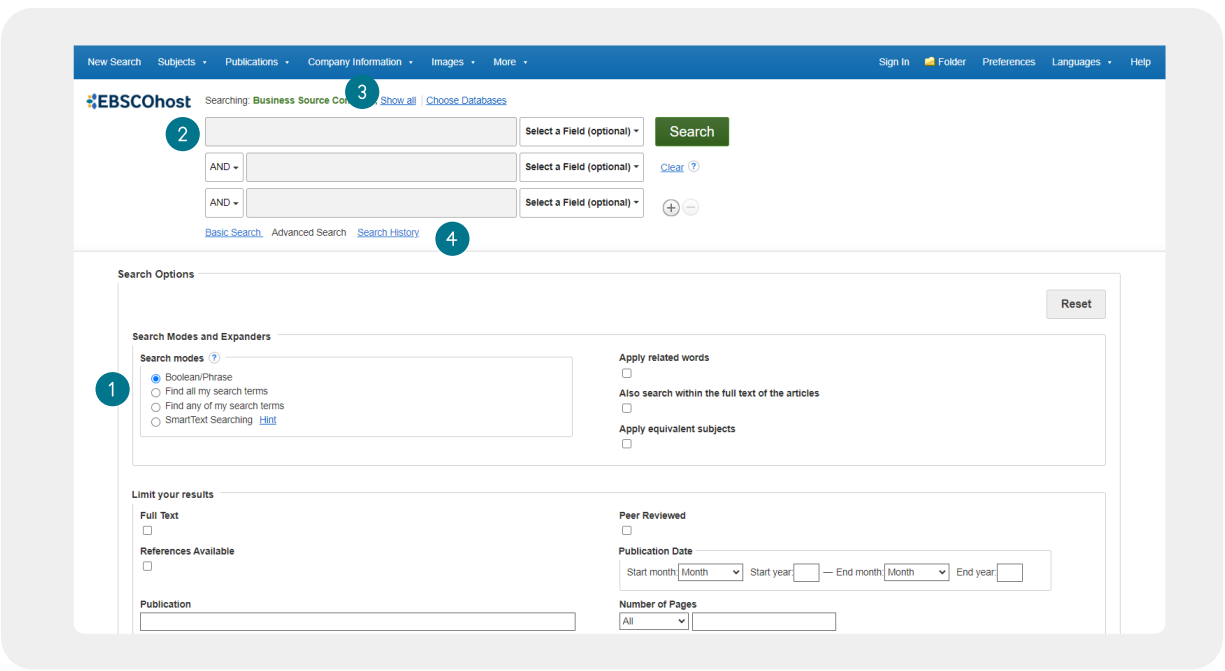 New Search Subjects Publications Company Information Images More Sign In Folder Preferences Languages Help
3
EBSCOhost Searching: Business Source Show all | Choose Databases
2 Select a Field (optional) Search
AND Select a Field (optional) Clear ?
AND Select a Field (optional)
Basic Search Advanced Search Search History 4
Search Options
Reset
Search Modes and Expanders
Search modes ? Apply related words
1
Boolean/Phrase
Find all my search terms Also search within the full text of the articles
Find any of my search terms
SmartText Searching Hint Apply equivalent subjects
Limit your results
Full Text Peer Reviewed
References Available Publication Date
Start month: Month Start year: — End month: Month End year:
Publication Number of Pages
All